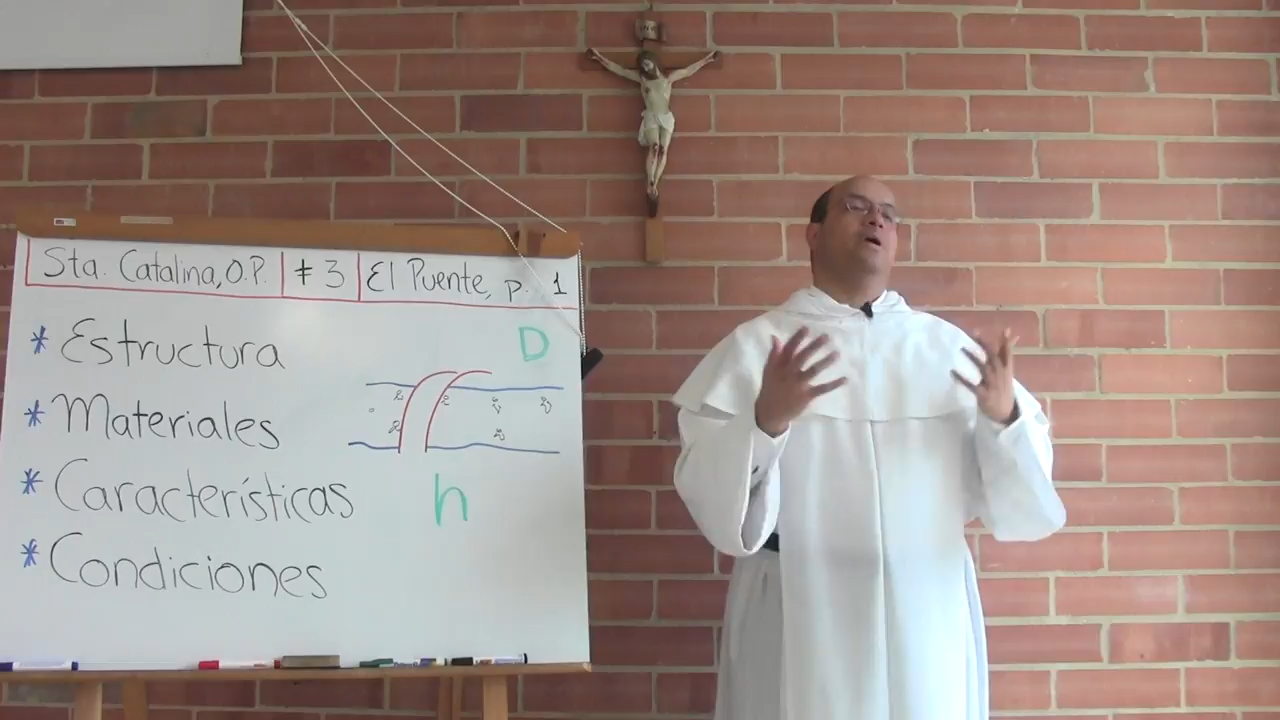 Sta. Catalina, O.P. # 3 El Puente, p. 1
* Estructura
D
* Materiales
* Características
h
* Condiciones